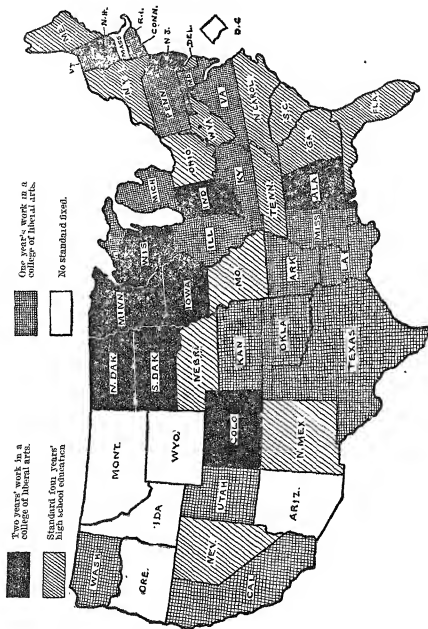 Two years' work in a
college of liberal arts.
Standard four years'
high school education
One year's work in a
college of liberal arts.
No standard fixed.
WASH.
ORE.
CAL
NEV.
IDA
MONT.
WYO.
UTAH
ARIZ.
COLO
N.MEX.
N.DAK
S.DAK
NEBR.
KAN
OKLA
TEXAS
MINN
IOWA
MO.
ARK
LA
WIS
ILL
MICH
IND
OHIO
KY
TENN.
MISS
ALA
GA
FLA
S.C.
N.CAROL
VA
W.VA
PENN
N.Y.
ME.
VT
N.H.
MASS
R.I.
CONN.
N.J.
DEL.
D.C